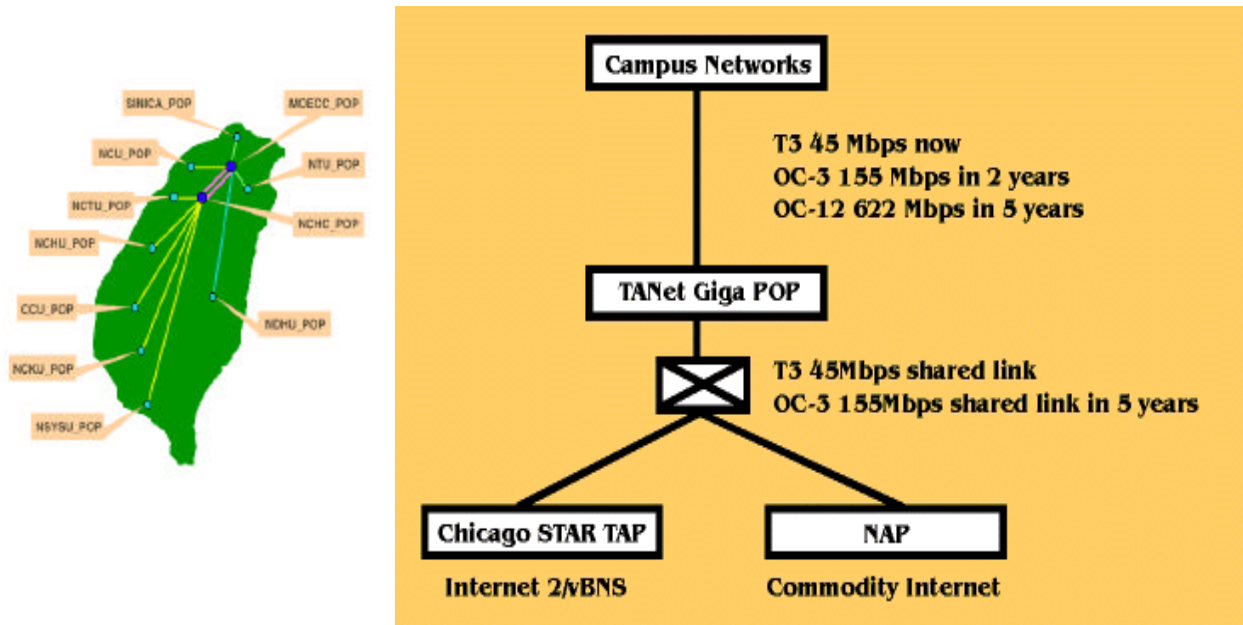 SINICA_POP
MOECC_POP
NCU_POP
NTU_POP
NCTU_POP
NCHC_POP
NCHU_POP
CCU_POP
NDHU_POP
NCKU_POP
NSYSU_POP
Campus Networks
T3 45 Mbps now
OC-3 155 Mbps in 2 years
OC-12 622 Mbps in 5 years
TANet Giga POP
T3 45Mbps shared link
OC-3 155Mbps shared link in 5 years
Chicago STAR TAP
NAP
Internet 2/vBNS
Commodity Internet